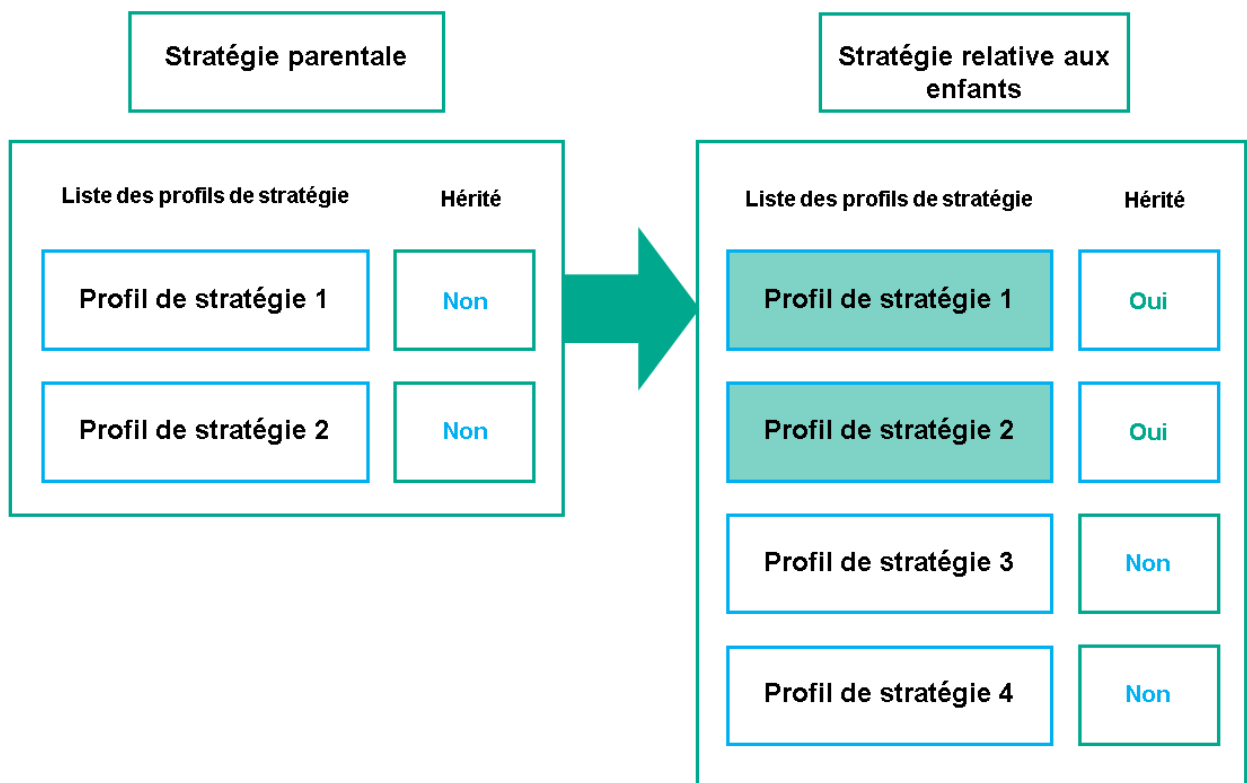 Stratégie parentale
Liste des profils de stratégie Hérité
Profil de stratégie 1 Non
Profil de stratégie 2 Non
Stratégie relative aux
enfants
Liste des profils de stratégie Hérité
Profil de stratégie 1 Oui
Profil de stratégie 2 Oui
Profil de stratégie 3 Non
Profil de stratégie 4 Non